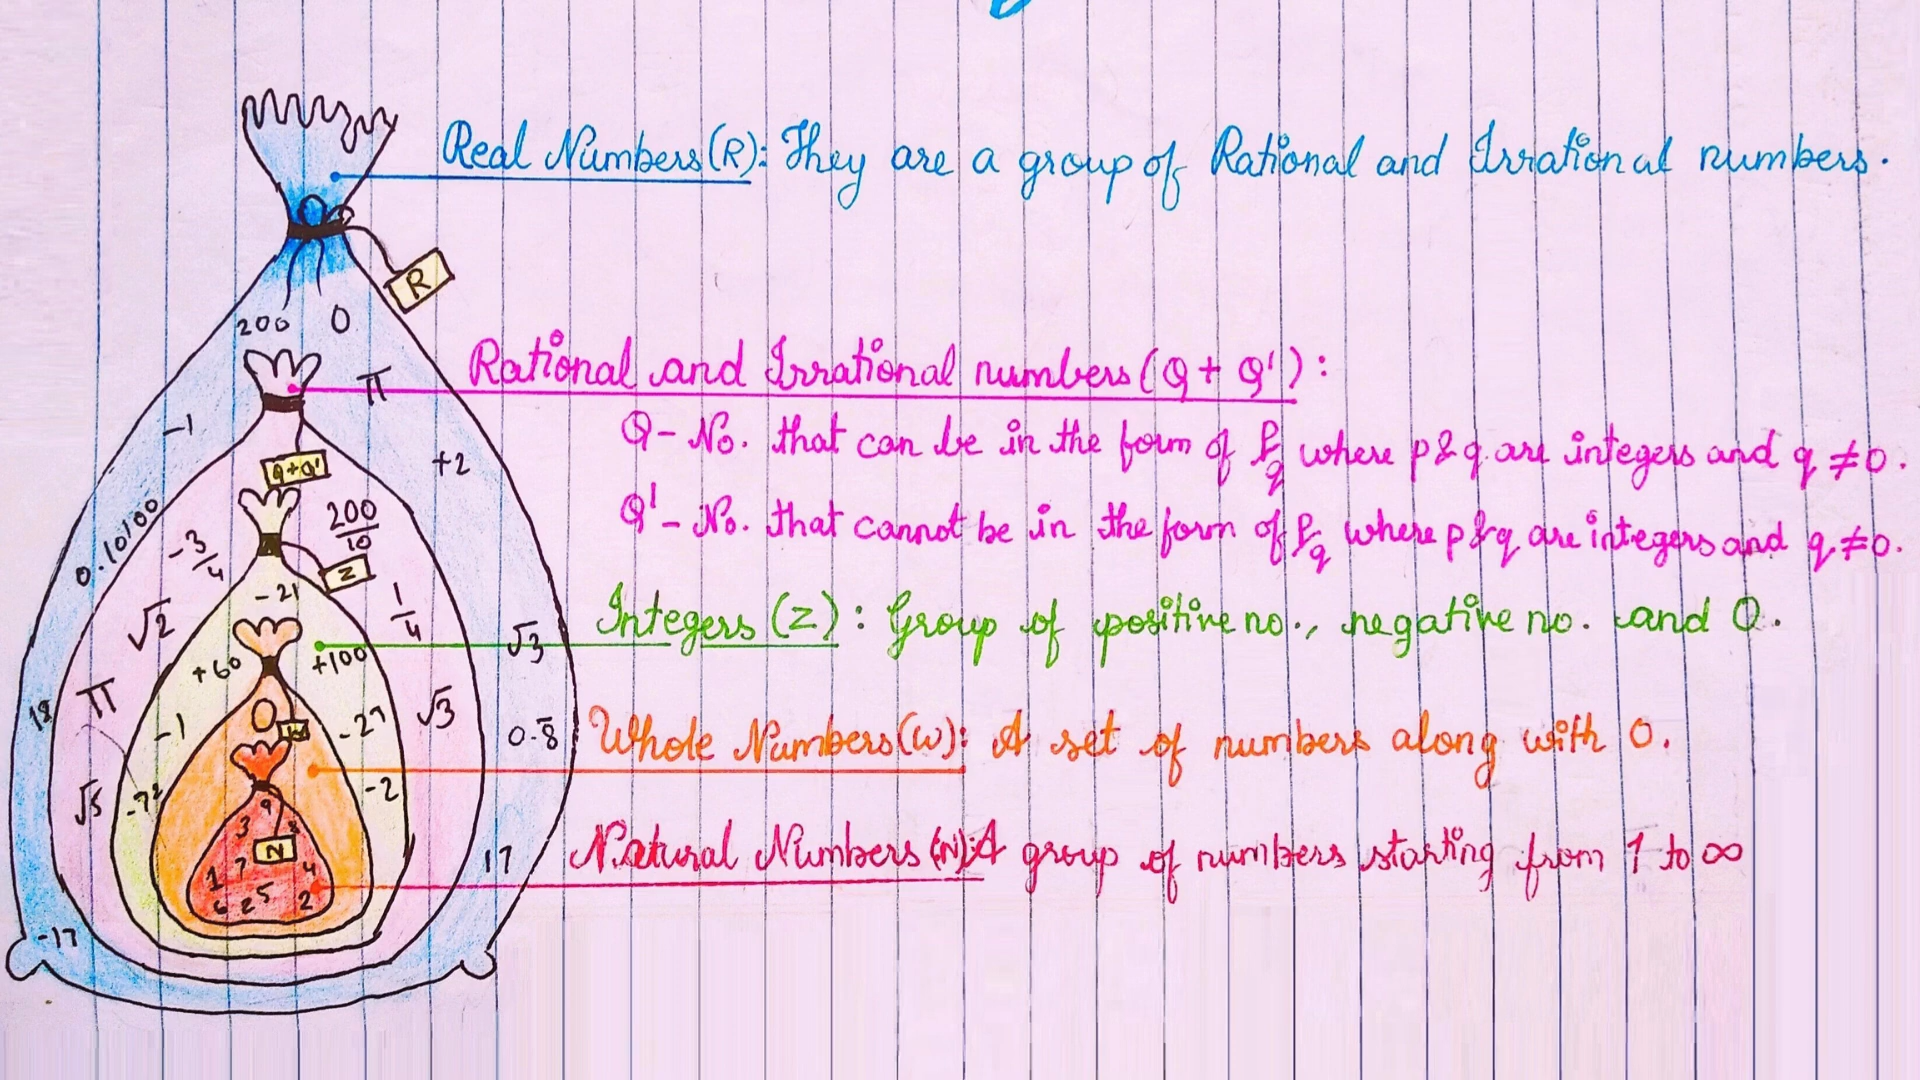 Real Numbers (R): They are a group of Rational and Irrational numbers.
R
200 0
Rational and Irrational numbers (Q + Q'):
π
-1
Q - No. that can be in the form of p/q where p & q are integers and q ≠ 0.
+2
Q+Q'
Q' - No. that cannot be in the form of p/q where p & q are integers and q ≠ 0.
0.10100
-3/4
200/10
Z
-21
1/4
Integers (Z): Group of positive no., negative no. and 0.
√2
√3
+60 +100
π
18
-1
0
W
-27
√3
0.8̅
Whole Numbers (W): A set of numbers along with 0.
√5
-72
-2
9
3 8
N
Natural Numbers (N): A group of numbers starting from 1 to ∞
17
1 7 4
6 2 5 2
-17